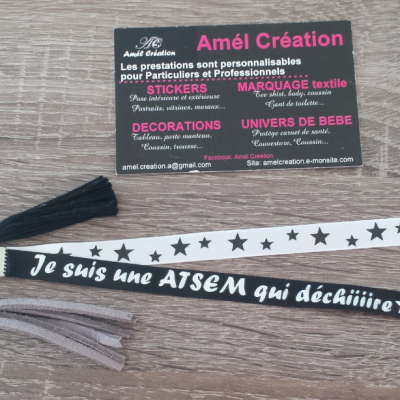 AC
Amél Création
Amél Création
Les prestations sont personnalisables
pour Particuliers et Professionnels
STICKERS
Pose intérieure et extérieure
Portraits, vitrines, muraux...
MARQUAGE textile
Tee shirt, body, coussin
Gant de toilette...
DECORATIONS
Tableau, porte manteau,
Coussin, trousse...
UNIVERS DE BEBE
Protège carnet de santé,
Couverture, Coussin...
Facebook: Amél Création
amel.creation.a@gmail.com
Site: amelcreation.e-monsite.com
Je suis une ATSEM qui déchiiiire